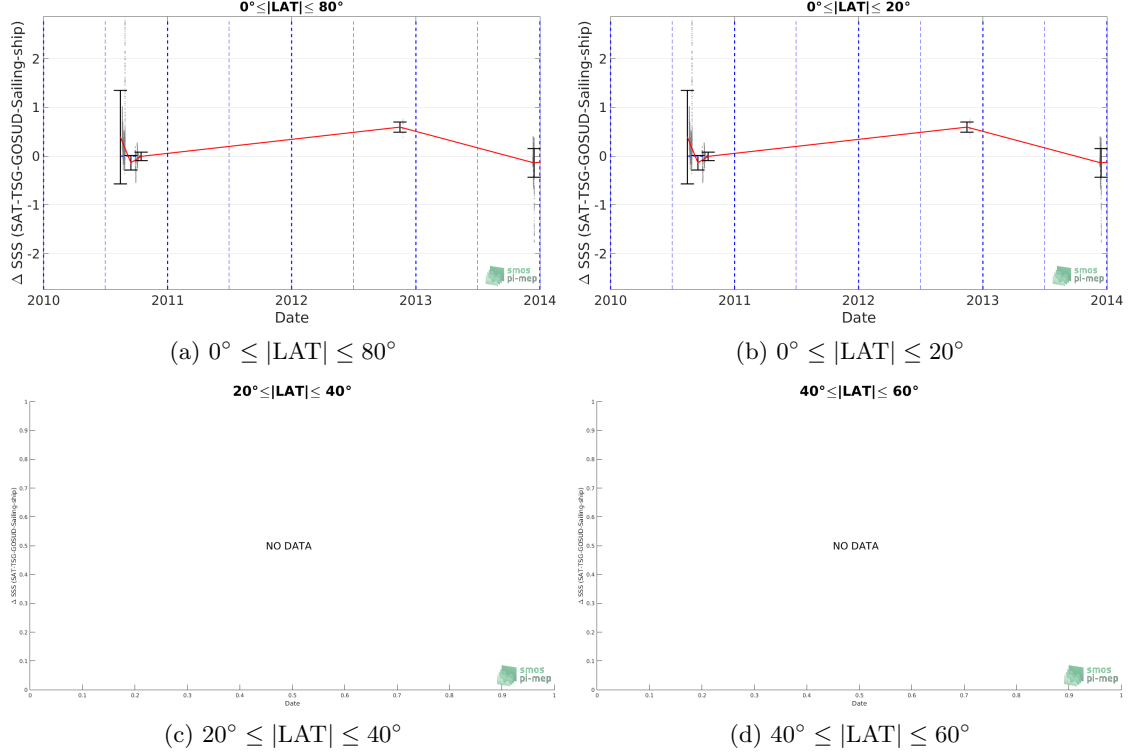 0°≤|LAT|≤ 80°
Δ SSS (SAT-TSG-GOSUD-Sailing-ship)
2
1
0
-1
-2
2010 2011 2012 2013 2014
Date
smos
pi-mep
(a) 0° ≤ |LAT| ≤ 80°
0°≤|LAT|≤ 20°
Δ SSS (SAT-TSG-GOSUD-Sailing-ship)
2
1
0
-1
-2
2010 2011 2012 2013 2014
Date
smos
pi-mep
(b) 0° ≤ |LAT| ≤ 20°
20°≤|LAT|≤ 40°
Δ SSS (SAT-TSG-GOSUD-Sailing-ship)
1
0.9
0.8
0.7
0.6
0.5
0.4
0.3
0.2
0.1
0
NO DATA
0 0.1 0.2 0.3 0.4 0.5 0.6 0.7 0.8 0.9 1
Date
smos
pi-mep
(c) 20° ≤ |LAT| ≤ 40°
40°≤|LAT|≤ 60°
Δ SSS (SAT-TSG-GOSUD-Sailing-ship)
1
0.9
0.8
0.7
0.6
0.5
0.4
0.3
0.2
0.1
0
NO DATA
0 0.1 0.2 0.3 0.4 0.5 0.6 0.7 0.8 0.9 1
Date
smos
pi-mep
(d) 40° ≤ |LAT| ≤ 60°